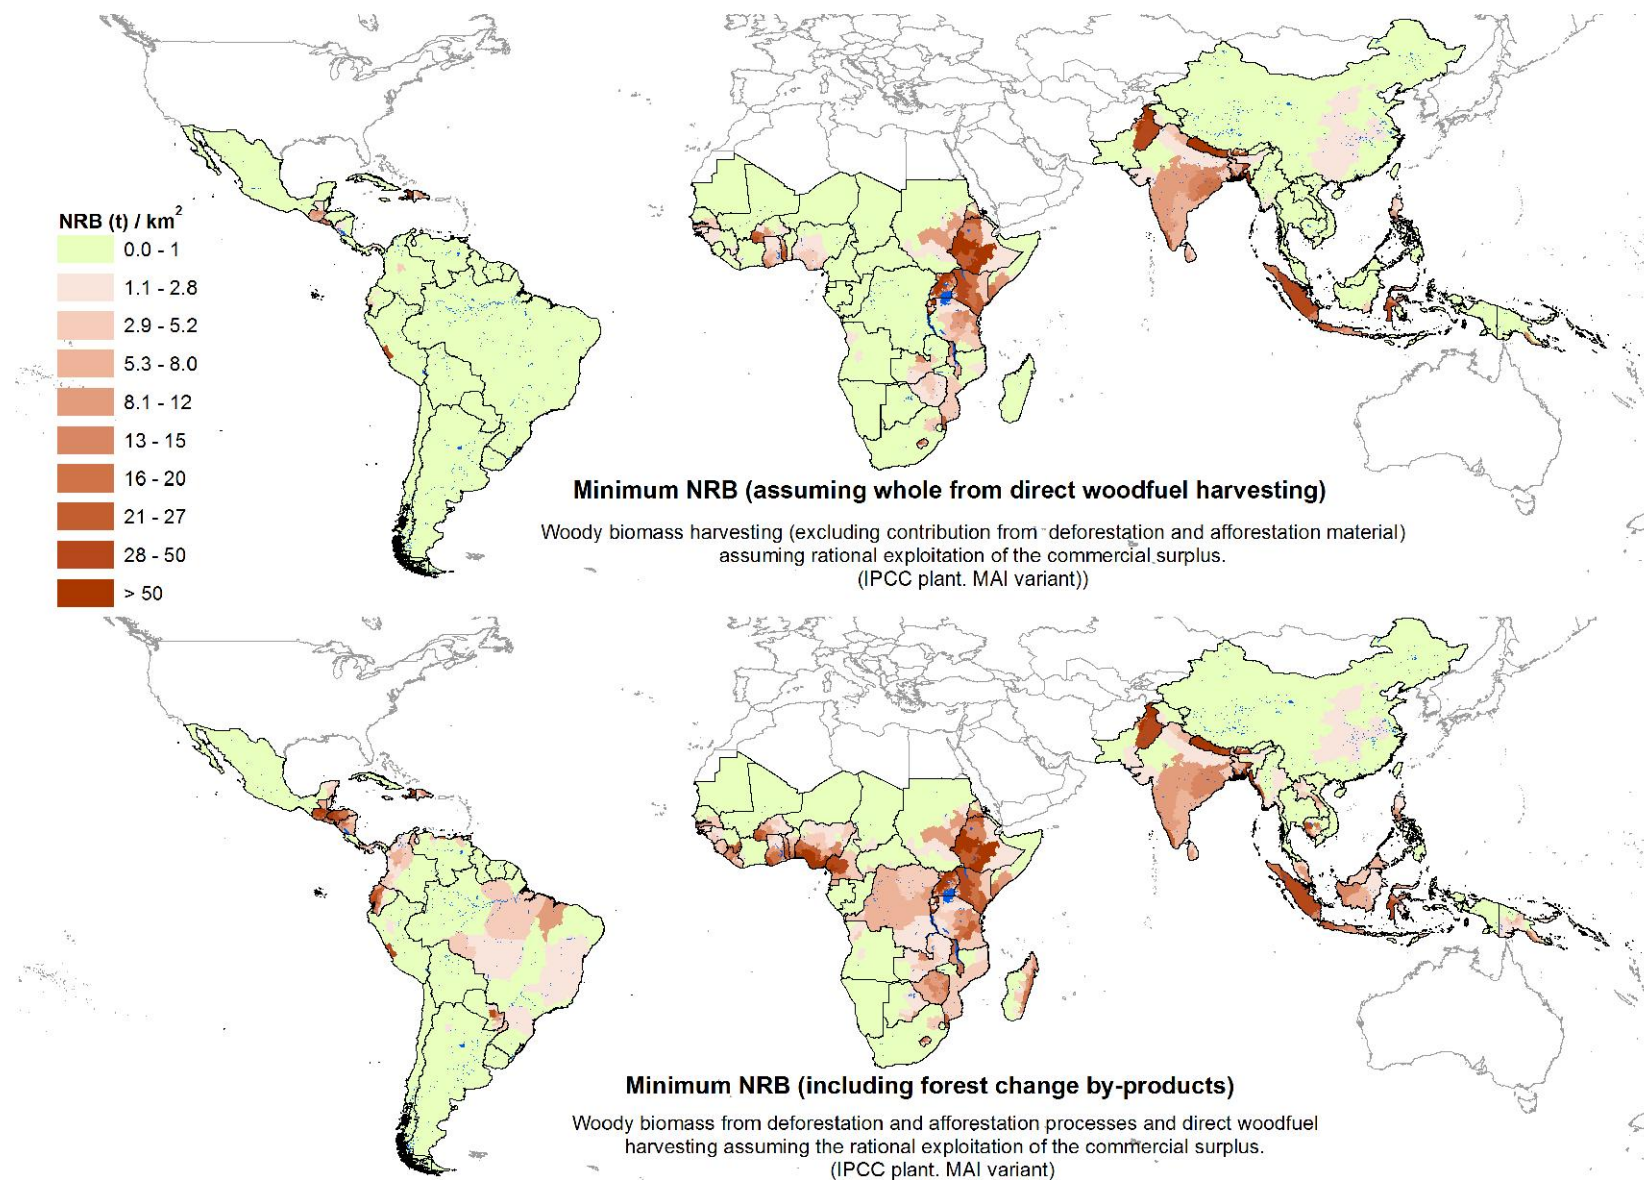 NRB (t) / km²
0.0 - 1
1.1 - 2.8
2.9 - 5.2
5.3 - 8.0
8.1 - 12
13 - 15
16 - 20
21 - 27
28 - 50
> 50
Minimum NRB (assuming whole from direct woodfuel harvesting)
Woody biomass harvesting (excluding contribution from deforestation and afforestation material)
assuming rational exploitation of the commercial surplus.
(IPCC plant. MAI variant))
Minimum NRB (including forest change by-products)
Woody biomass from deforestation and afforestation processes and direct woodfuel
harvesting assuming the rational exploitation of the commercial surplus.
(IPCC plant. MAI variant)